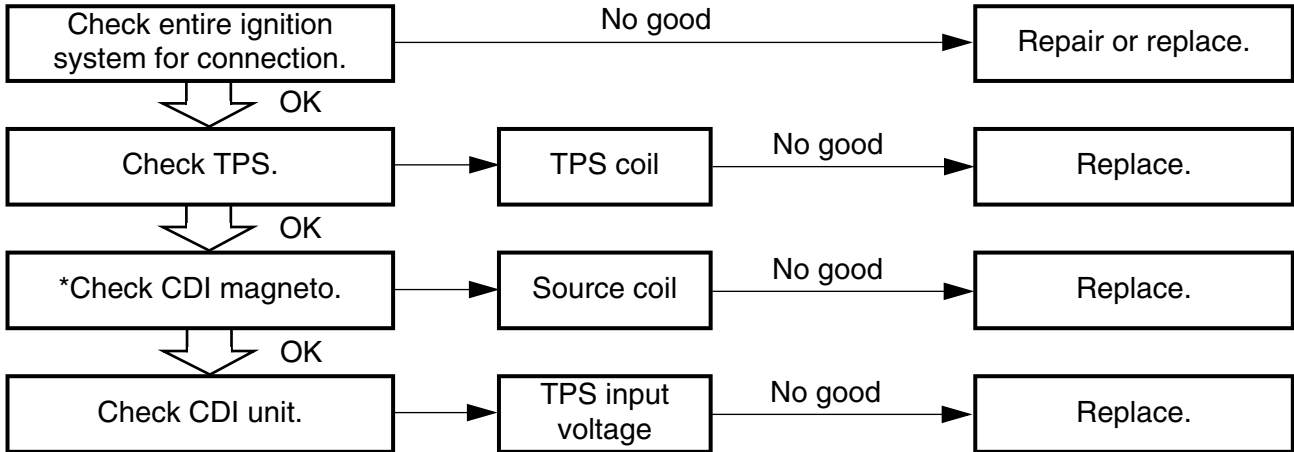 Check entire ignition
system for connection.
No good
Repair or replace.
OK
Check TPS.
TPS coil
No good
Replace.
OK
*Check CDI magneto.
Source coil
No good
Replace.
OK
Check CDI unit.
TPS input
voltage
No good
Replace.